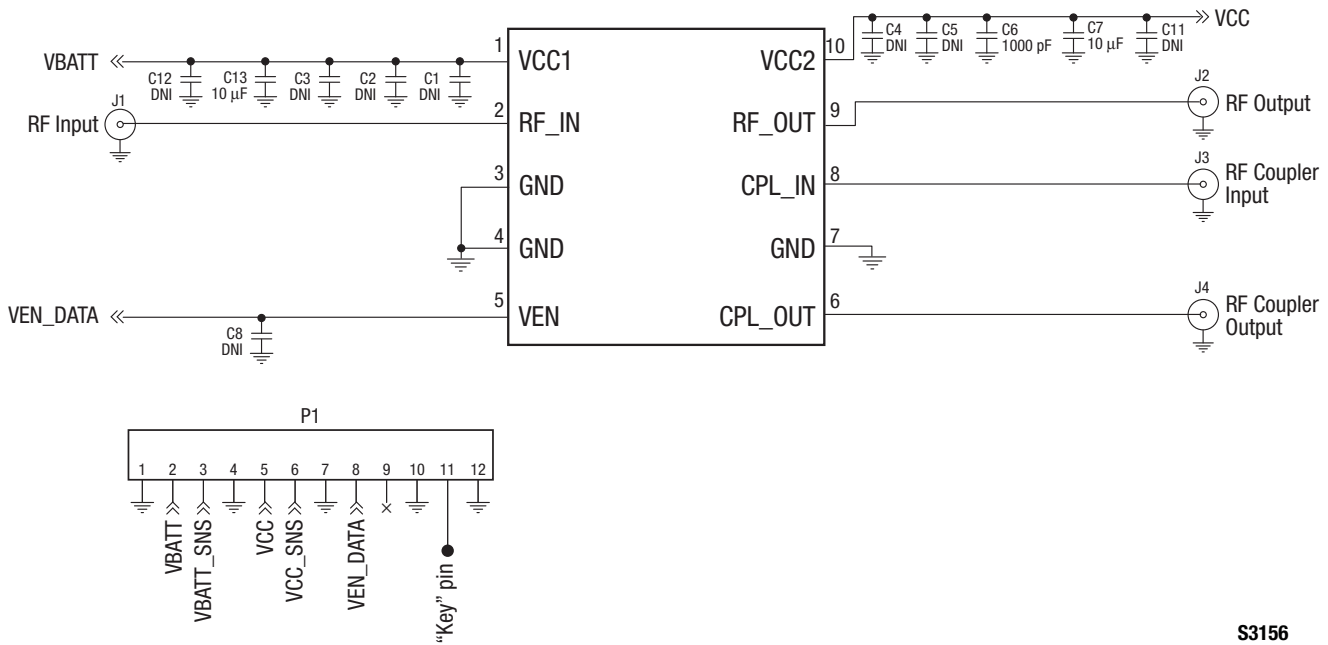 VBATT
C12
DNI
C13
10 µF
C3
DNI
C2
DNI
C1
DNI
1
VCC1
J1
RF Input
2
RF_IN
3
GND
4
GND
VEN_DATA
C8
DNI
5
VEN
10
VCC2
C4
DNI
C5
DNI
C6
1000 pF
C7
10 µF
C11
DNI
VCC
9
RF_OUT
J2
RF Output
8
CPL_IN
J3
RF Coupler
Input
7
GND
6
CPL_OUT
J4
RF Coupler
Output
P1
1 2 3 4 5 6 7 8 9 10 11 12
VBATT
VBATT_SNS
VCC
VCC_SNS
VEN_DATA
×
“Key” pin
S3156